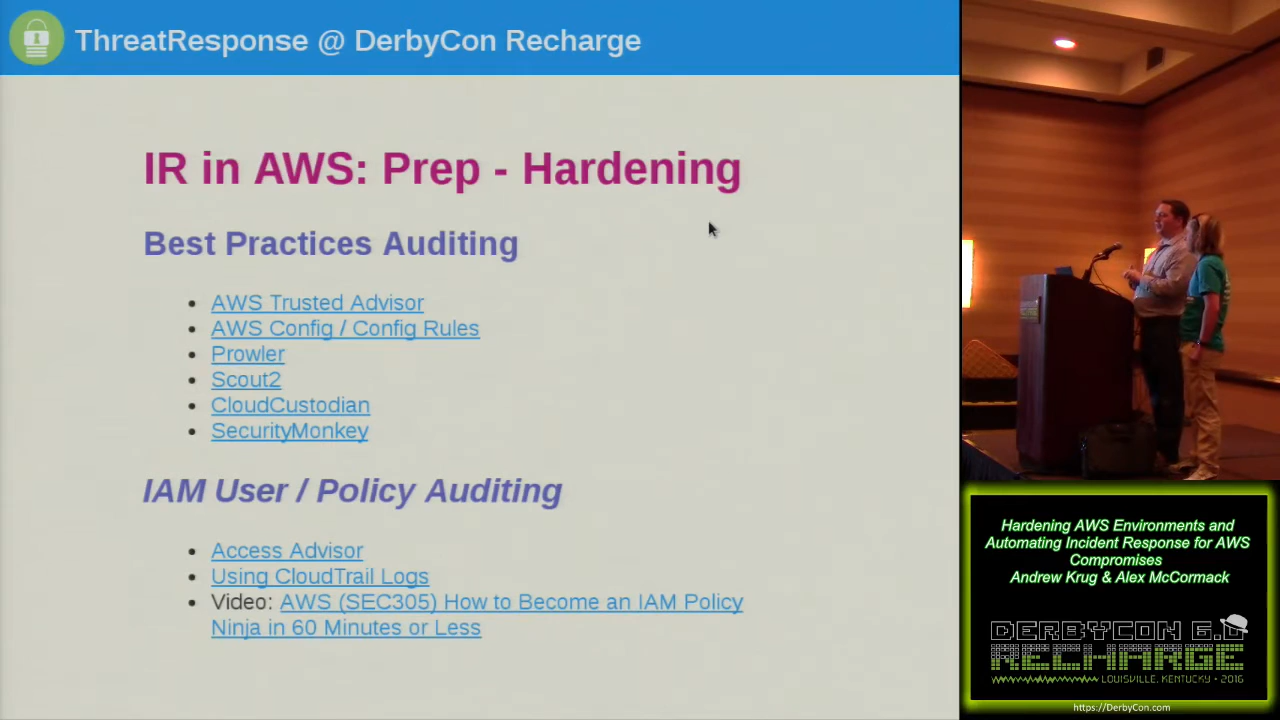 ThreatResponse @ DerbyCon Recharge
IR in AWS: Prep - Hardening
Best Practices Auditing
AWS Trusted Advisor
AWS Config / Config Rules
Prowler
Scout2
CloudCustodian
SecurityMonkey
IAM User / Policy Auditing
Access Advisor
Using CloudTrail Logs
Video: AWS (SEC305) How to Become an IAM Policy
Ninja in 60 Minutes or Less
Hardening AWS Environments and
Automating Incident Response for AWS
Compromises
Andrew Krug & Alex McCormack
DERBYCON 6.0
RECHARGE
LOUISVILLE, KENTUCKY • 2016
https://DerbyCon.com